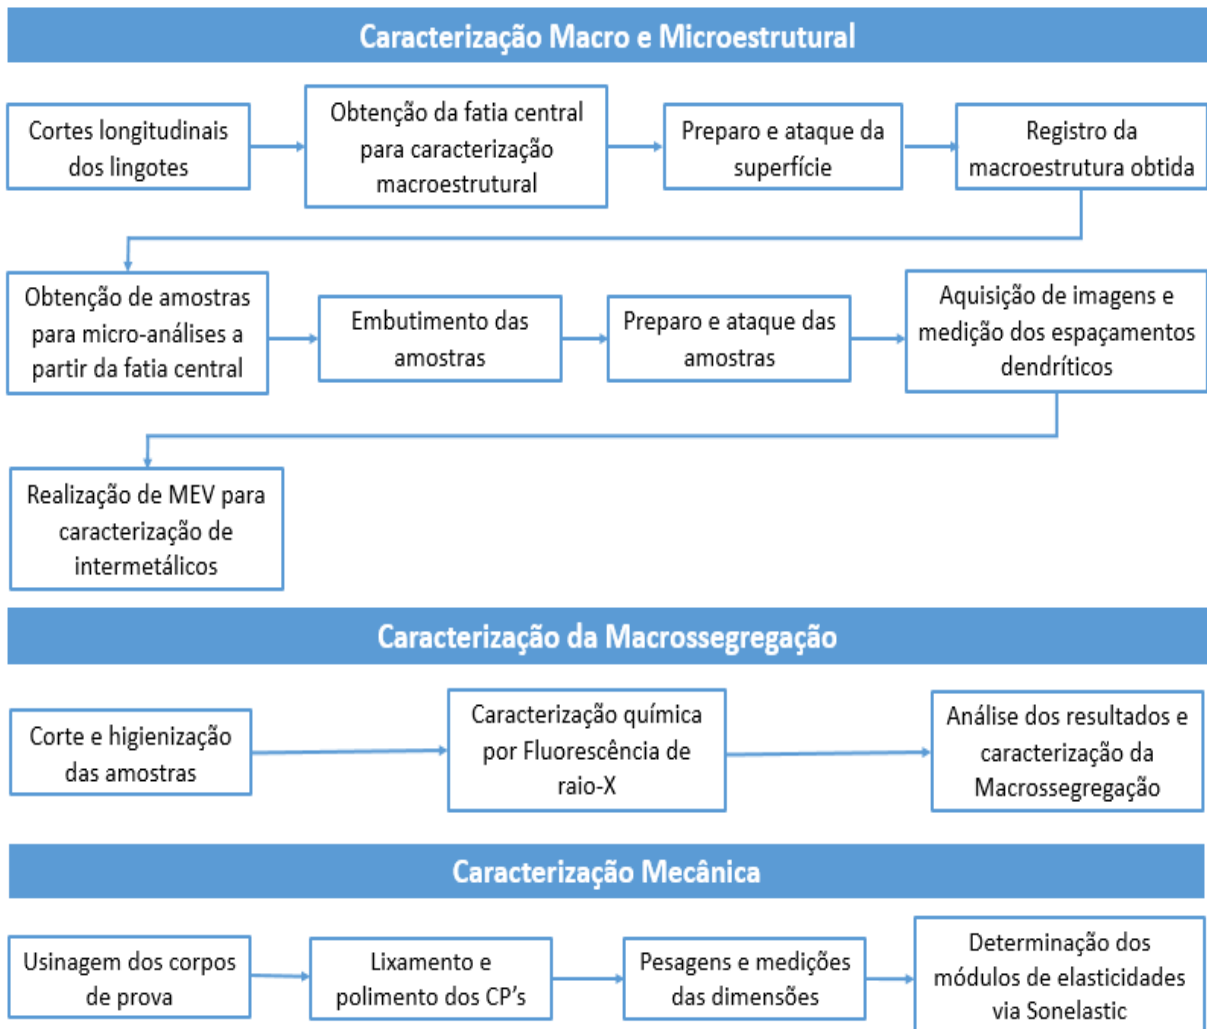 Caracterização Macro e Microestrutural
Cortes longitudinais
dos lingotes
Obtenção da fatia central
para caracterização
macroestrutural
Preparo e ataque da
superfície
Registro da
macroestrutura obtida
Obtenção de amostras
para micro-análises a
partir da fatia central
Embutimento das
amostras
Preparo e ataque das
amostras
Aquisição de imagens e
medição dos espaçamentos
dendríticos
Realização de MEV para
caracterização de
intermetálicos
Caracterização da Macrossegregação
Corte e higienização
das amostras
Caracterização química
por Fluorescência de
raio-X
Análise dos resultados e
caracterização da
Macrossegregação
Caracterização Mecânica
Usinagem dos corpos
de prova
Lixamento e
polimento dos CP's
Pesagens e medições
das dimensões
Determinação dos
módulos de elasticidades
via Sonelastic